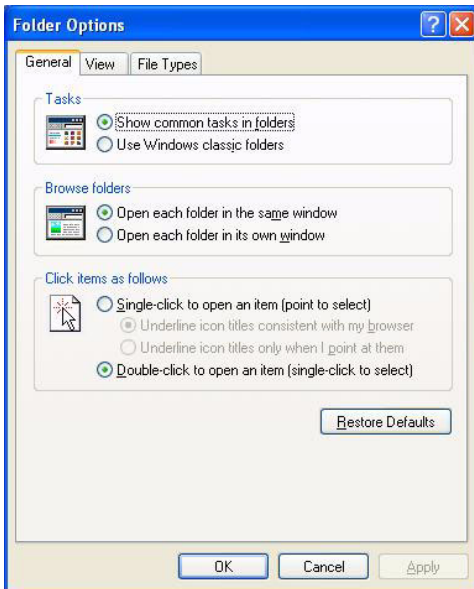 Folder Options
General View File Types
Tasks
Show common tasks in folders
Use Windows classic folders
Browse folders
Open each folder in the same window
Open each folder in its own window
Click items as follows
Single-click to open an item (point to select)
Underline icon titles consistent with my browser
Underline icon titles only when I point at them
Double-click to open an item (single-click to select)
Restore Defaults
OK Cancel Apply